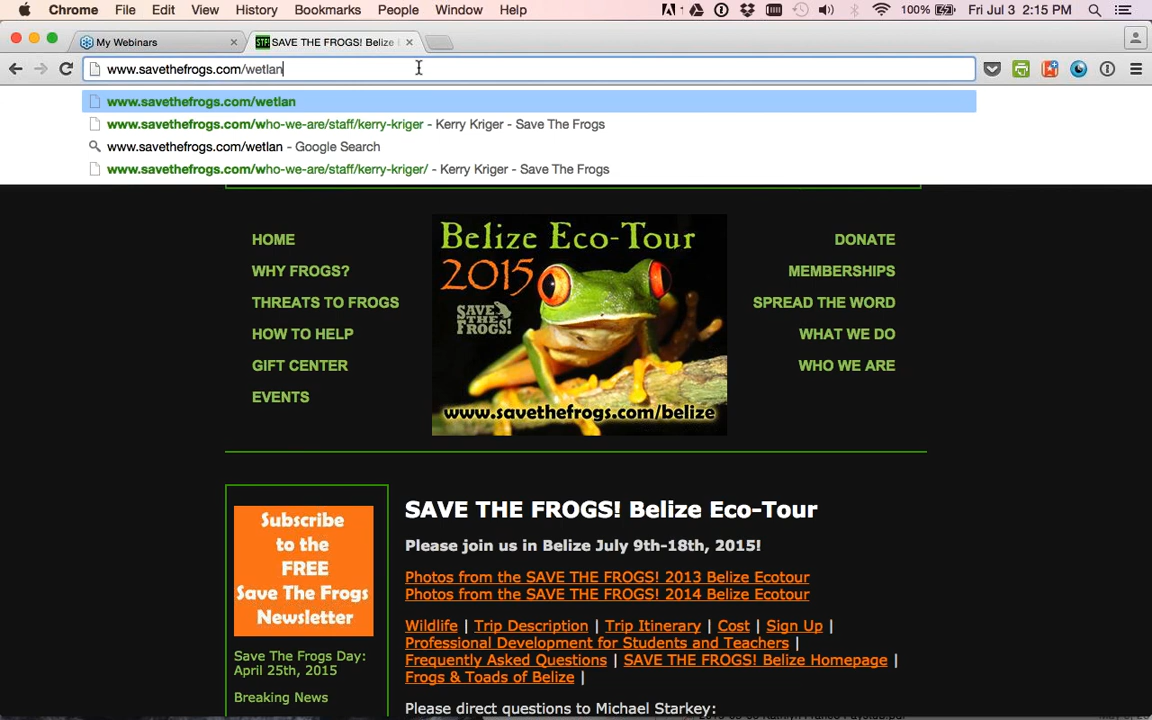 Chrome File Edit View History Bookmarks People Window Help 100% Fri Jul 3 2:15 PM
My Webinars
SAVE THE FROGS! Belize
www.savethefrogs.com/wetlan
www.savethefrogs.com/wetlan
www.savethefrogs.com/who-we-are/staff/kerry-kriger - Kerry Kriger - Save The Frogs
www.savethefrogs.com/wetlan - Google Search
www.savethefrogs.com/who-we-are/staff/kerry-kriger/ - Kerry Kriger - Save The Frogs
HOME
WHY FROGS?
THREATS TO FROGS
HOW TO HELP
GIFT CENTER
EVENTS
Belize Eco-Tour
2015
SAVE
THE
FROGS!
www.savethefrogs.com/belize
DONATE
MEMBERSHIPS
SPREAD THE WORD
WHAT WE DO
WHO WE ARE
Subscribe
to the
FREE
Save The Frogs
Newsletter
Save The Frogs Day:
April 25th, 2015
Breaking News
SAVE THE FROGS! Belize Eco-Tour
Please join us in Belize July 9th-18th, 2015!
Photos from the SAVE THE FROGS! 2013 Belize Ecotour
Photos from the SAVE THE FROGS! 2014 Belize Ecotour
Wildlife | Trip Description | Trip Itinerary | Cost | Sign Up |
Professional Development for Students and Teachers |
Frequently Asked Questions | SAVE THE FROGS! Belize Homepage |
Frogs & Toads of Belize |
Please direct questions to Michael Starkey: